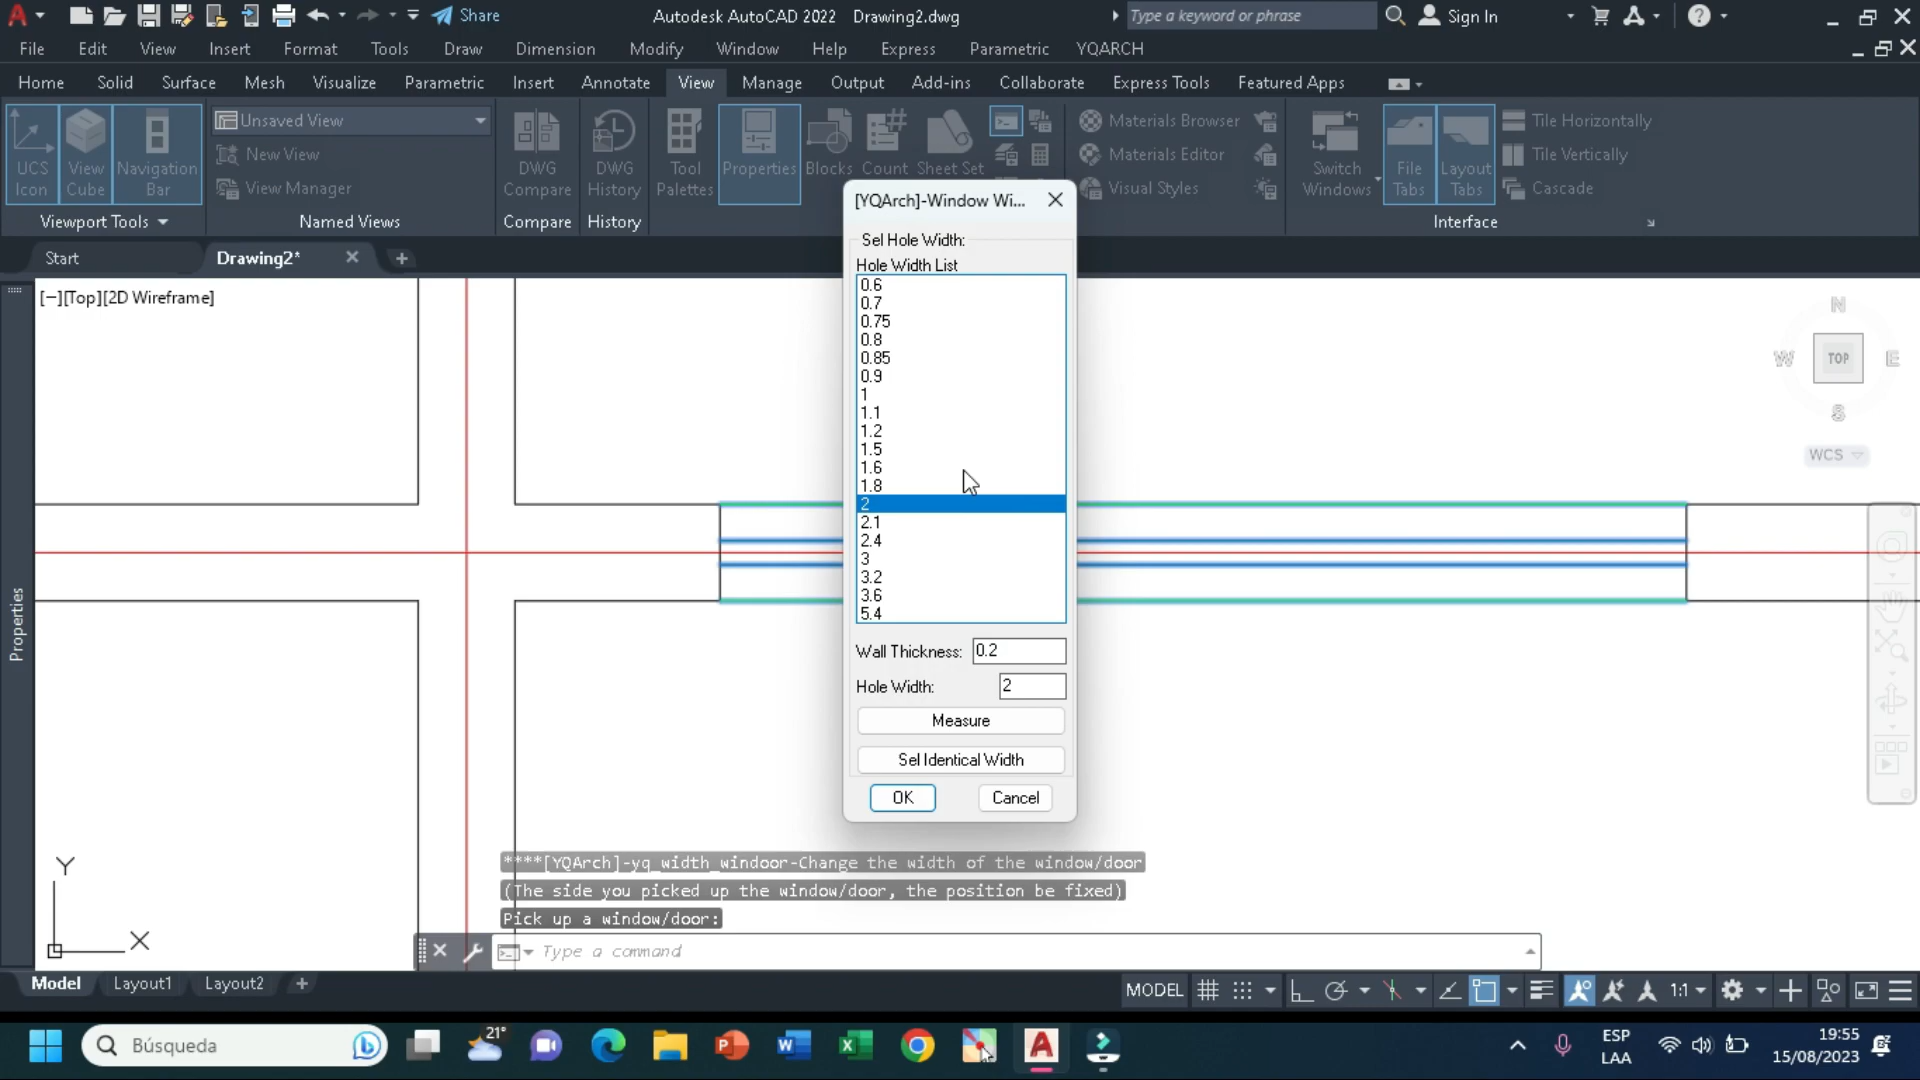 Share
Autodesk AutoCAD 2022 Drawing2.dwg
Type a keyword or phrase
Sign In
File Edit View Insert Format Tools Draw Dimension Modify Window Help Express Parametric YQARCH
Home Solid Surface Mesh Visualize Parametric Insert Annotate View Manage Output Add-ins Collaborate Express Tools Featured Apps
UCS Icon
View Cube
Navigation Bar
Unsaved View
New View
View Manager
DWG Compare
DWG History
Tool Palettes
Properties
Blocks
Count
Sheet Set
Materials Browser
Materials Editor
Visual Styles
Switch Windows
File Tabs
Layout Tabs
Tile Horizontally
Tile Vertically
Cascade
Viewport Tools
Named Views
Compare
History
Interface
Start
Drawing2*
[−][Top][2D Wireframe]
[YQArch]-Window Wi...
Sel Hole Width:
Hole Width List
0.6
0.7
0.75
0.8
0.85
0.9
1
1.1
1.2
1.5
1.6
1.8
2
2.1
2.4
3
3.2
3.6
5.4
Wall Thickness: 0.2
Hole Width: 2
Measure
Sel Identical Width
OK
Cancel
N
W
TOP
E
S
WCS
Properties
Y
X
****[YQArch]-yq_width_windoor-Change the width of the window/door
(The side you picked up the window/door, the position be fixed)
Pick up a window/door:
Type a command
Model Layout1 Layout2
MODEL
1:1
Búsqueda
21°
ESP
LAA
19:55
15/08/2023